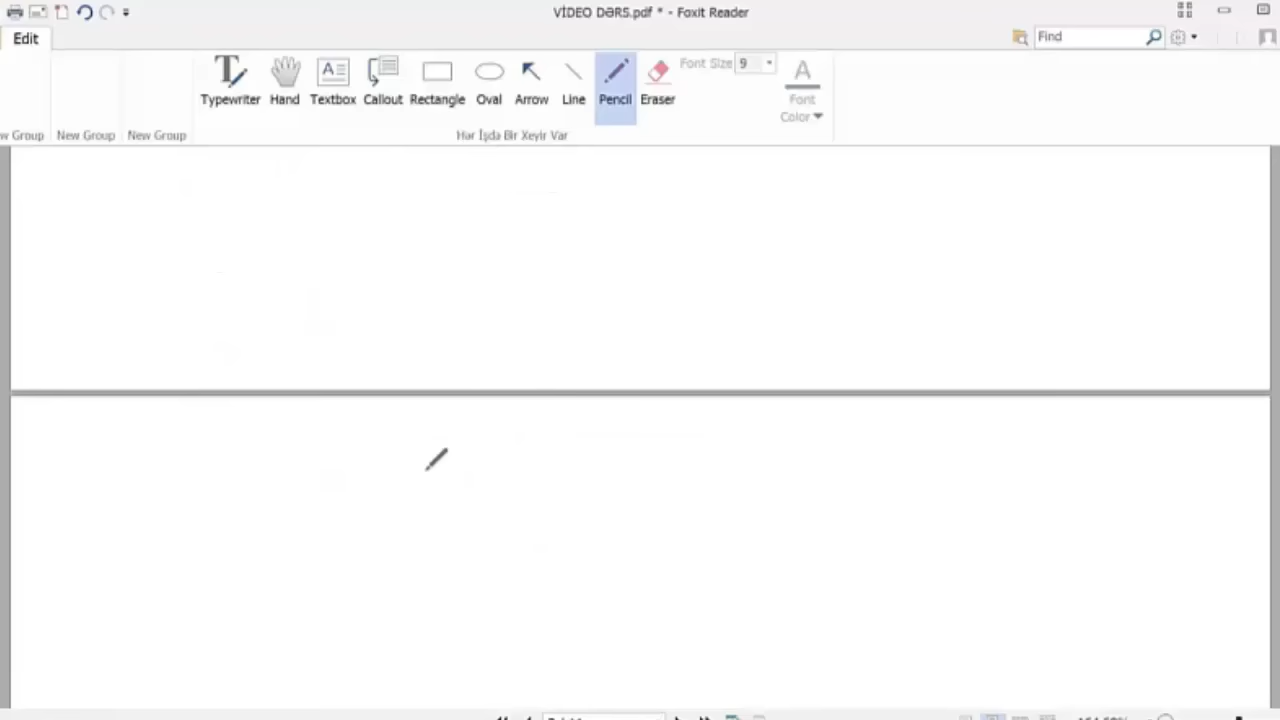 VİDEO DƏRS.pdf * - Foxit Reader
Edit
Find
Typewriter Hand Textbox Callout Rectangle Oval Arrow Line Pencil Eraser
Font Size 9
Font Color
w Group New Group New Group
Hər İşdə Bir Xeyir Var